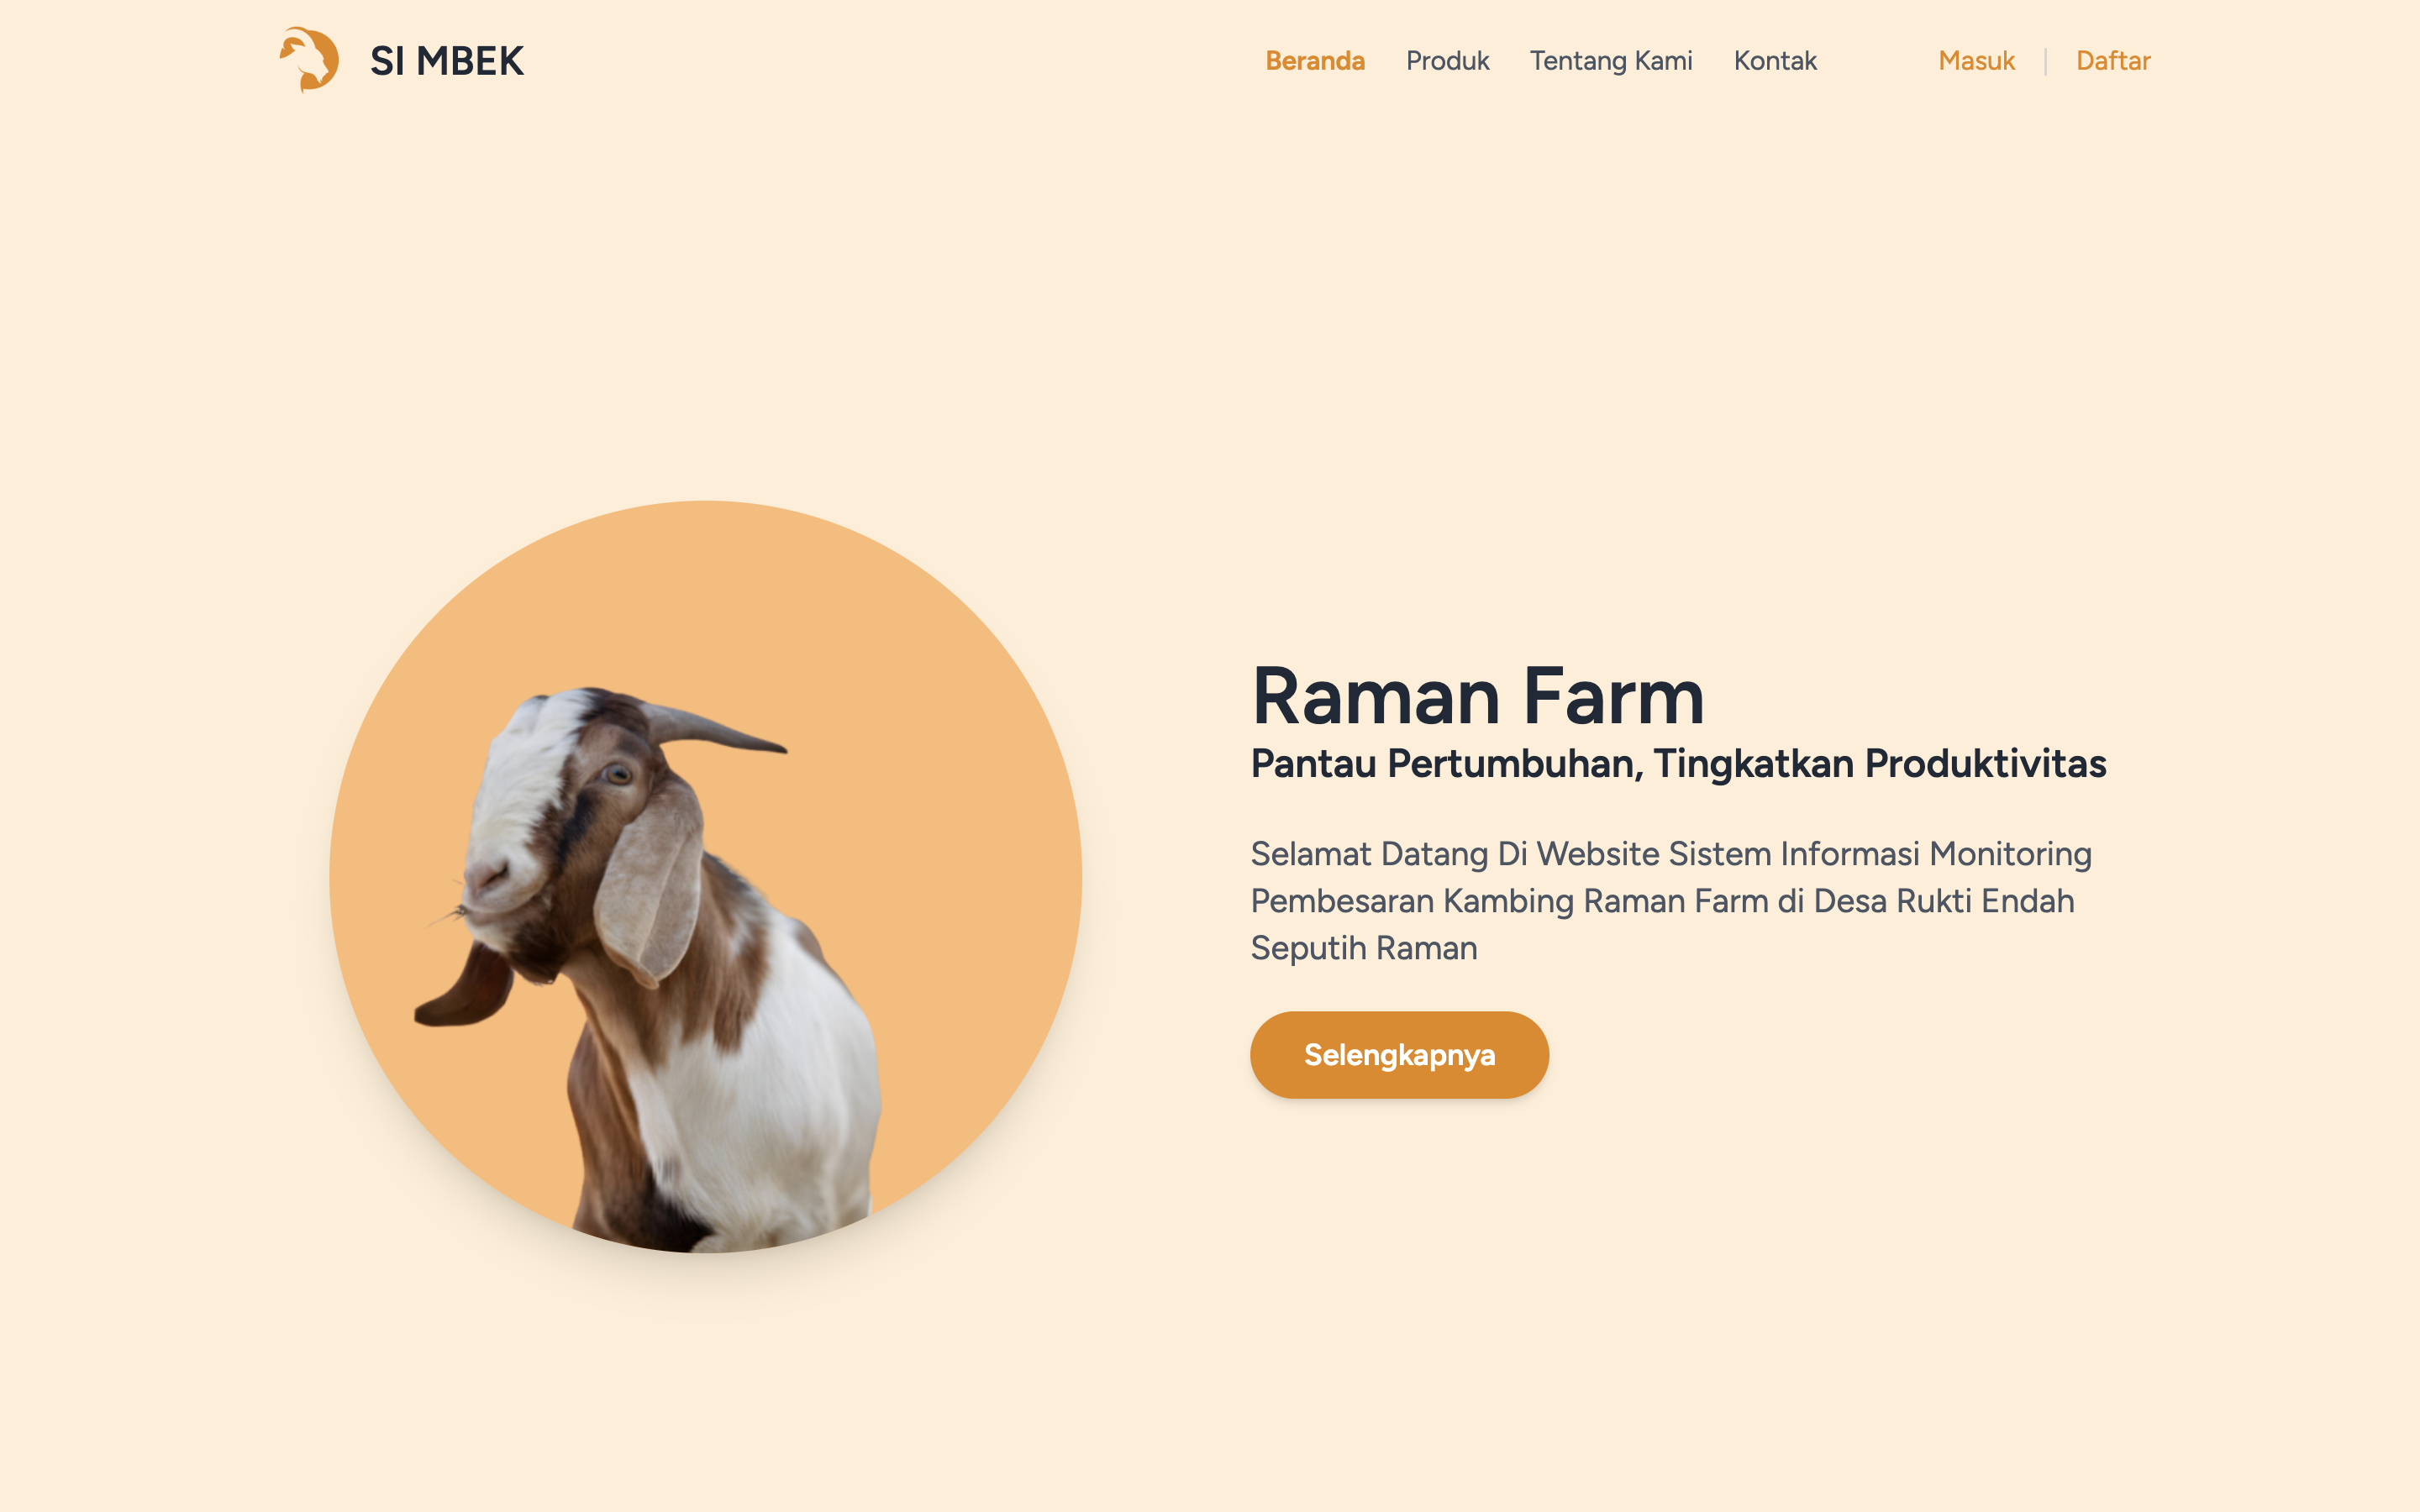 SI MBEK
Beranda
Produk
Tentang Kami
Kontak
Masuk
|
Daftar
Raman Farm
Pantau Pertumbuhan, Tingkatkan Produktivitas
Selamat Datang Di Website Sistem Informasi Monitoring
Pembesaran Kambing Raman Farm di Desa Rukti Endah
Seputih Raman
Selengkapnya